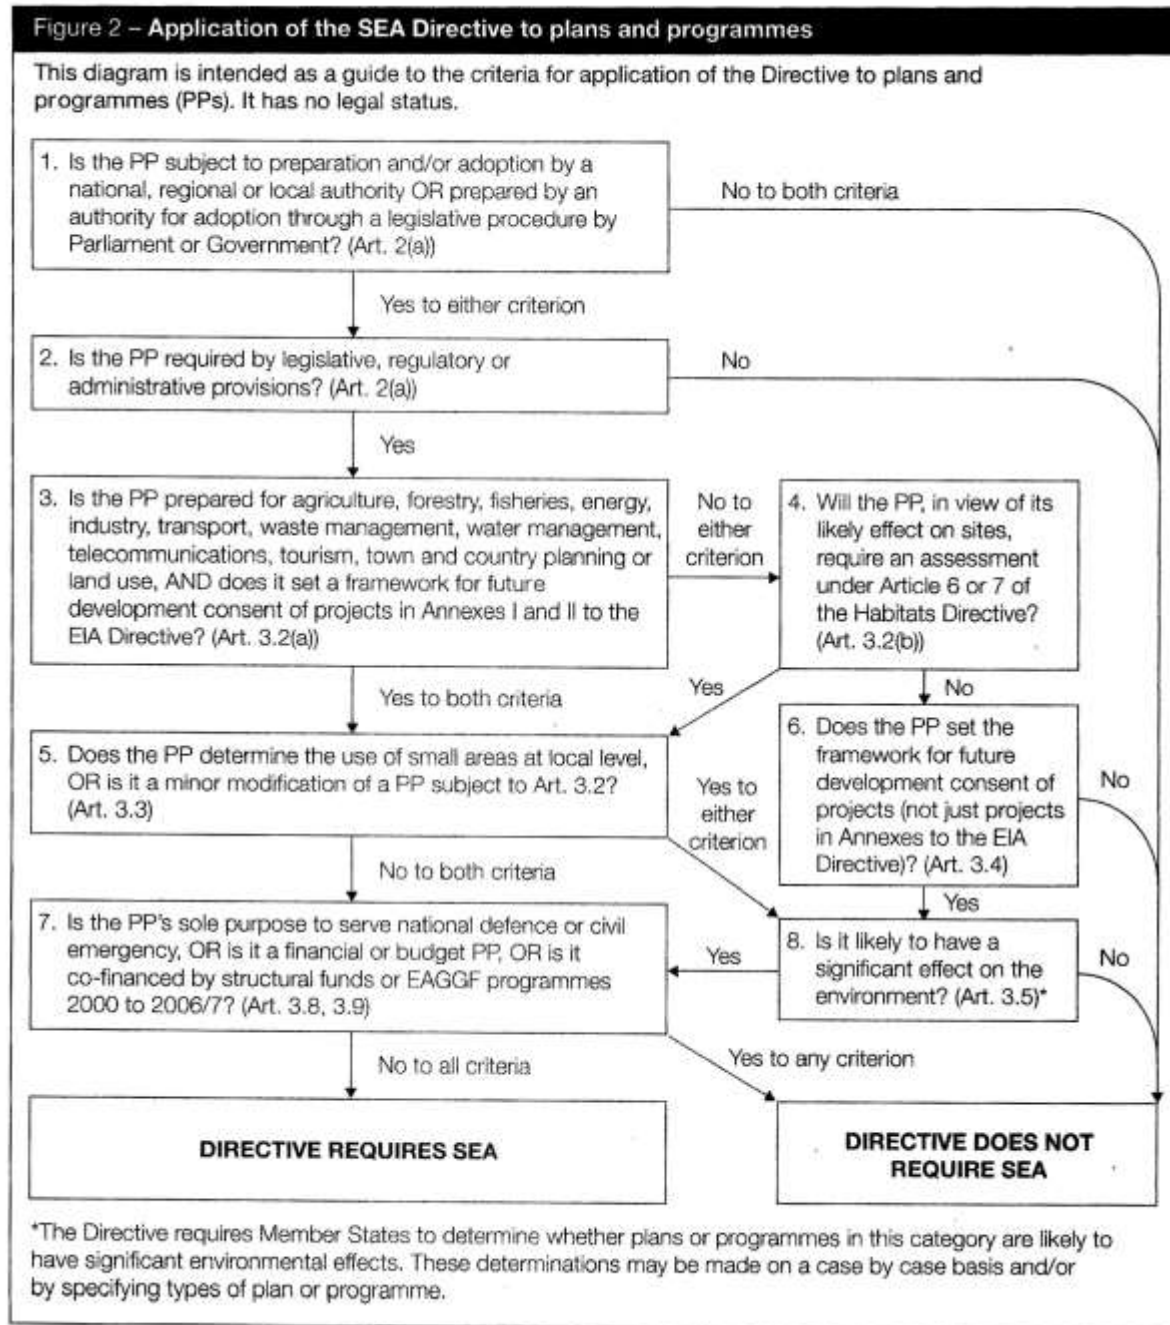 Figure 2 – Application of the SEA Directive to plans and programmes
This diagram is intended as a guide to the criteria for application of the Directive to plans and
programmes (PPs). It has no legal status.
1. Is the PP subject to preparation and/or adoption by a
national, regional or local authority OR prepared by an
authority for adoption through a legislative procedure by
Parliament or Government? (Art. 2(a))
No to both criteria
Yes to either criterion
2. Is the PP required by legislative, regulatory or
administrative provisions? (Art. 2(a))
No
Yes
3. Is the PP prepared for agriculture, forestry, fisheries, energy,
industry, transport, waste management, water management,
telecommunications, tourism, town and country planning or
land use, AND does it set a framework for future
development consent of projects in Annexes I and II to the
EIA Directive? (Art. 3.2(a))
No to
either
criterion
4. Will the PP, in view of its
likely effect on sites,
require an assessment
under Article 6 or 7 of
the Habitats Directive?
(Art. 3.2(b))
Yes to both criteria
Yes
No
5. Does the PP determine the use of small areas at local level,
OR is it a minor modification of a PP subject to Art. 3.2?
(Art. 3.3)
Yes to
either
criterion
6. Does the PP set the
framework for future
development consent of
projects (not just projects
in Annexes to the EIA
Directive)? (Art. 3.4)
No
No to both criteria
Yes
7. Is the PP's sole purpose to serve national defence or civil
emergency, OR is it a financial or budget PP, OR is it
co-financed by structural funds or EAGGF programmes
2000 to 2006/7? (Art. 3.8, 3.9)
Yes
8. Is it likely to have a
significant effect on the
environment? (Art. 3.5)*
No
No to all criteria
Yes to any criterion
DIRECTIVE REQUIRES SEA
DIRECTIVE DOES NOT
REQUIRE SEA
*The Directive requires Member States to determine whether plans or programmes in this category are likely to
have significant environmental effects. These determinations may be made on a case by case basis and/or
by specifying types of plan or programme.